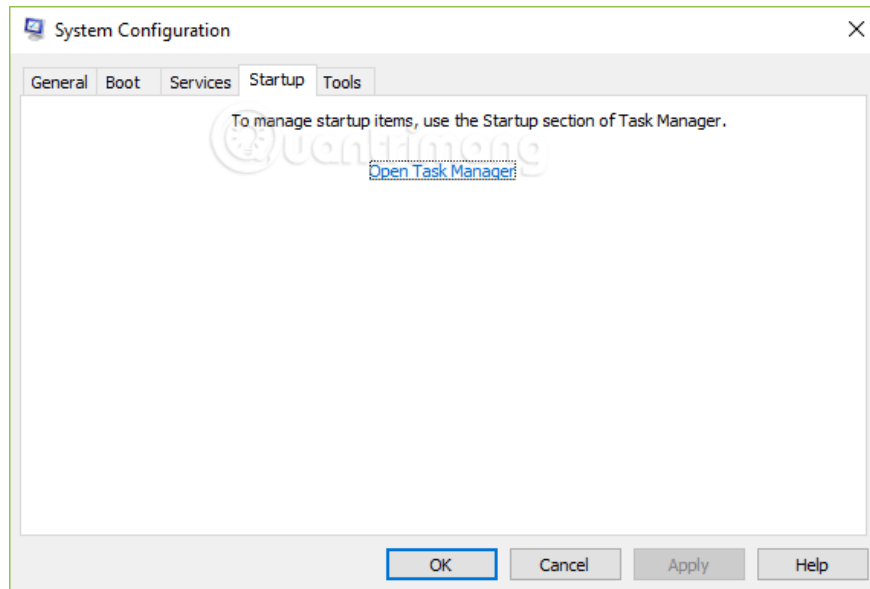 System Configuration
General Boot Services Startup Tools
To manage startup items, use the Startup section of Task Manager.
Quantrimang
Open Task Manager
OK Cancel Apply Help